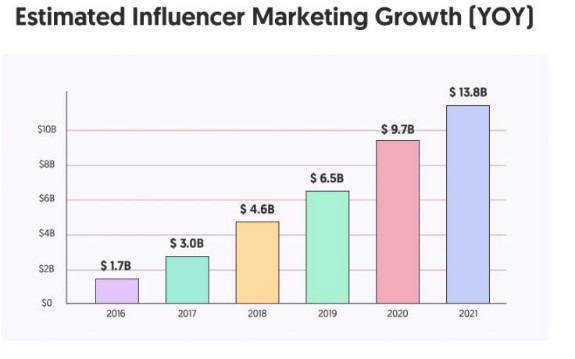 Estimated Influencer Marketing Growth (YOY)
$ 13.8B
$10B
$ 9.7B
$8B
$ 6.5B
$6B
$ 4.6B
$4B
$ 3.0B
$2B
$ 1.7B
$0
2016 2017 2018 2019 2020 2021